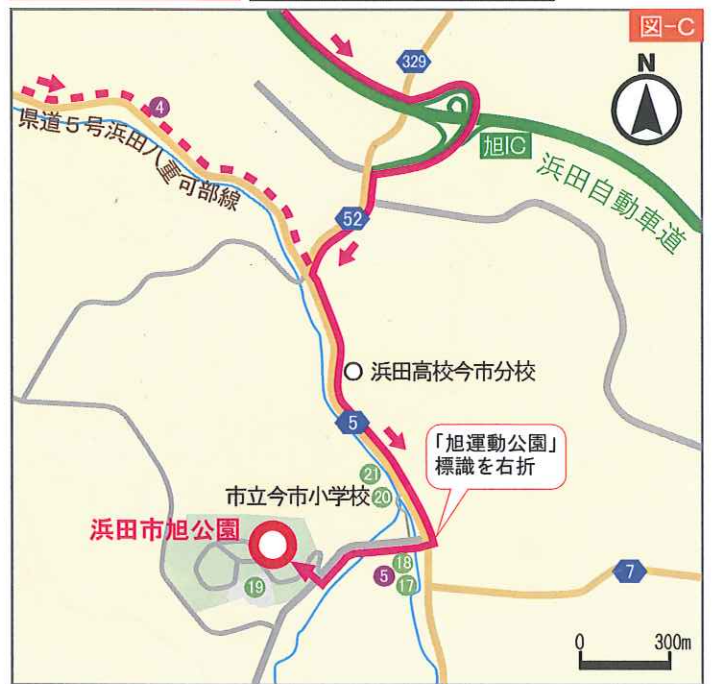 図-C
N
329
4
旭IC
県道5号浜田八重可部線
浜田自動車道
52
浜田高校今市分校
5
「旭運動公園」
標識を右折
21
市立今市小学校
20
浜田市旭公園
18
5
17
19
7
0 300m